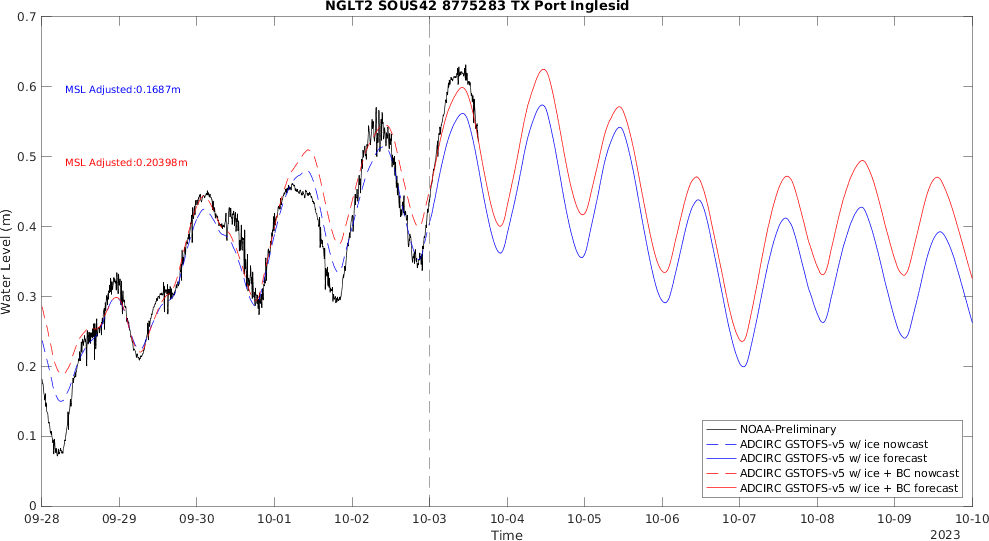 NGLT2 SOUS42 8775283 TX Port Inglesid
0.7
0.6
0.5
0.4
0.3
0.2
0.1
0
Water Level (m)
MSL Adjusted:0.1687m
MSL Adjusted:0.20398m
NOAA-Preliminary
ADCIRC GSTOFS-v5 w/ ice nowcast
ADCIRC GSTOFS-v5 w/ ice forecast
ADCIRC GSTOFS-v5 w/ ice + BC nowcast
ADCIRC GSTOFS-v5 w/ ice + BC forecast
09-28 09-29 09-30 10-01 10-02 10-03 10-04 10-05 10-06 10-07 10-08 10-09 10-10
Time
2023